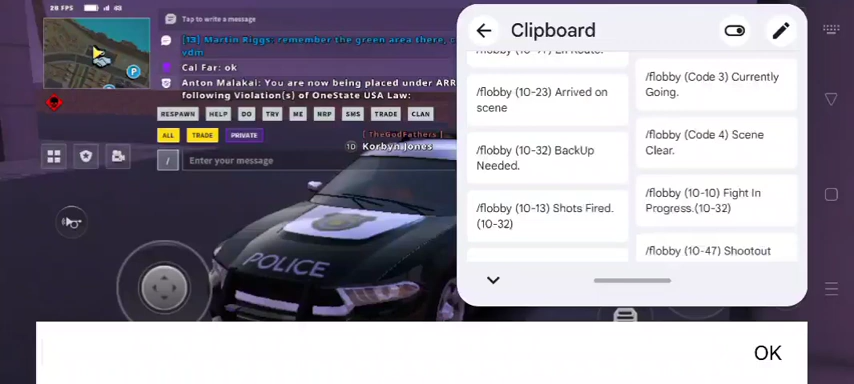 28 FPS
4G
Tap to write a message
[13] Martin Riggs: remember the green area there,
vdm
Cal Far: ok
Anton Malakai: You are now being placed under ARR
following Violation(s) of OneState USA Law:
RESPAWN HELP DO TRY ME NRP SMS TRADE CLAN
ALL TRADE PRIVATE
[ TheGodFathers ]
10 Korbyn Jones
/ Enter your message
P
POLICE
Clipboard
/flobby (10-23) Arrived on
scene
/flobby (10-32) BackUp
Needed.
/flobby (10-13) Shots Fired.
(10-32)
/flobby (Code 3) Currently
Going.
/flobby (Code 4) Scene
Clear.
/flobby (10-10) Fight In
Progress.(10-32)
/flobby (10-47) Shootout
OK